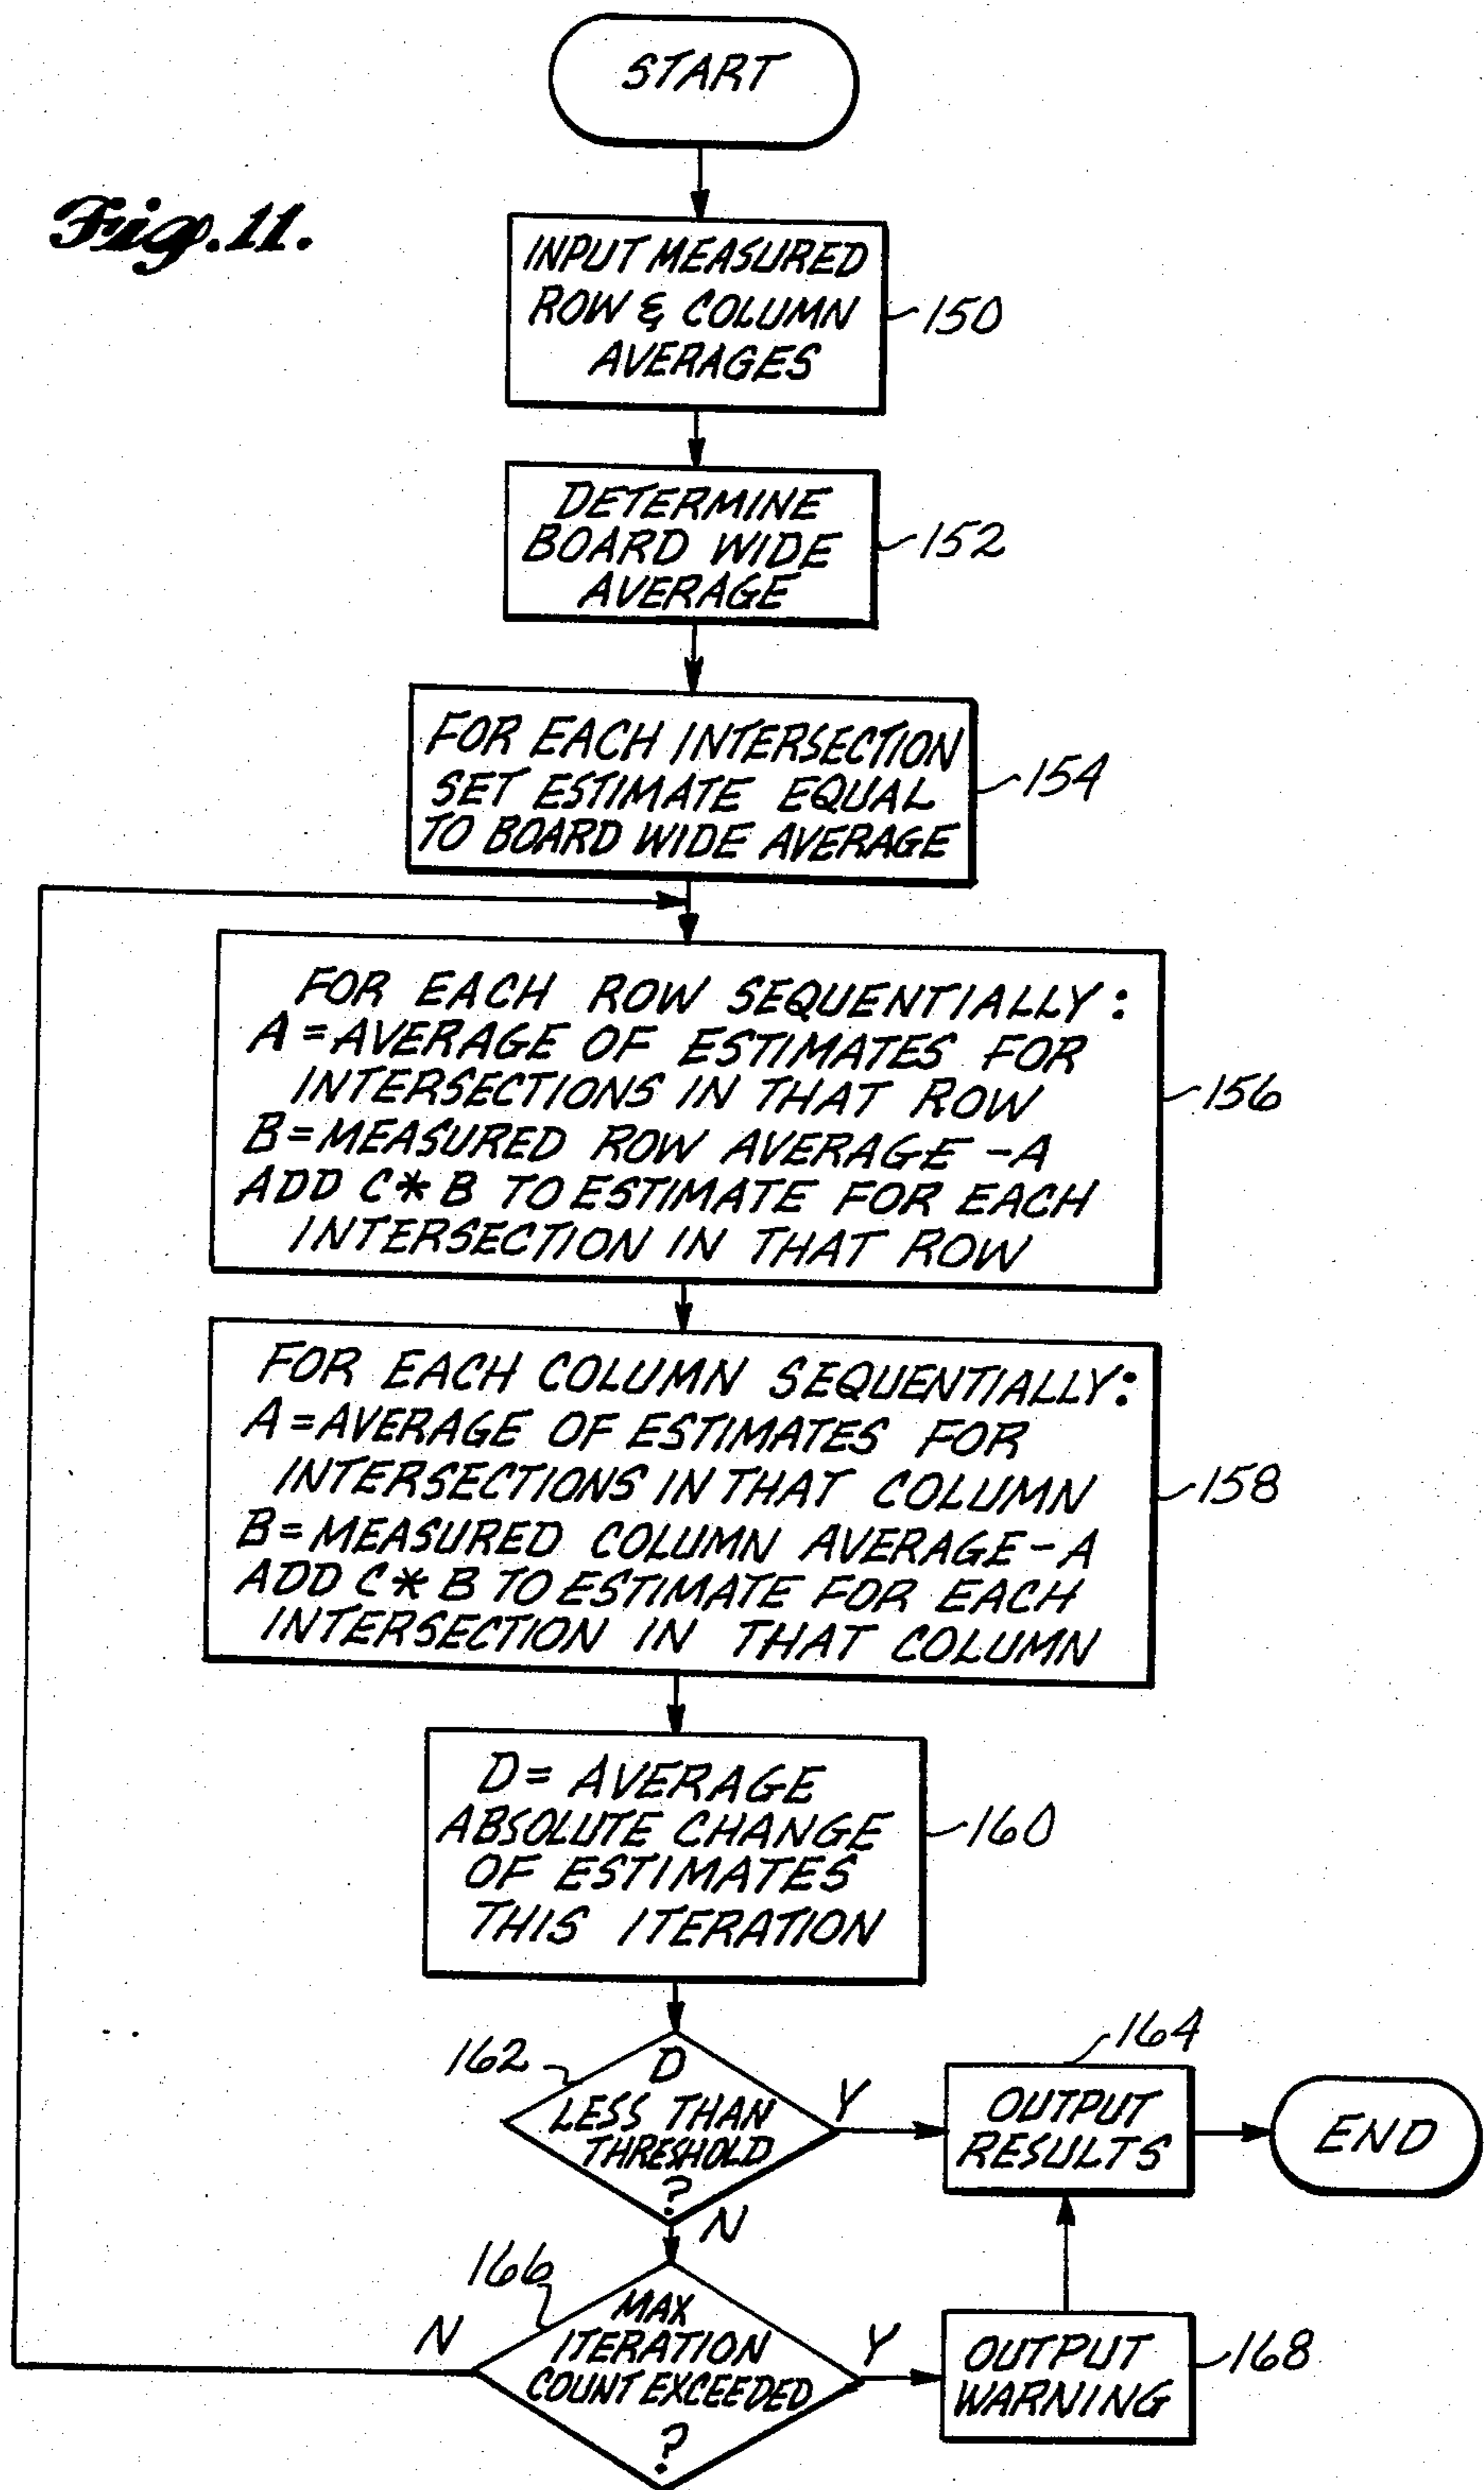 START
Fig. 11.
INPUT MEASURED
ROW & COLUMN
AVERAGES
150
DETERMINE
BOARD WIDE
AVERAGE
152
FOR EACH INTERSECTION
SET ESTIMATE EQUAL
TO BOARD WIDE AVERAGE
154
FOR EACH ROW SEQUENTIALLY:
A = AVERAGE OF ESTIMATES FOR
INTERSECTIONS IN THAT ROW
B = MEASURED ROW AVERAGE - A
ADD C * B TO ESTIMATE FOR EACH
INTERSECTION IN THAT ROW
156
FOR EACH COLUMN SEQUENTIALLY:
A = AVERAGE OF ESTIMATES FOR
INTERSECTIONS IN THAT COLUMN
B = MEASURED COLUMN AVERAGE - A
ADD C * B TO ESTIMATE FOR EACH
INTERSECTION IN THAT COLUMN
158
D = AVERAGE
ABSOLUTE CHANGE
OF ESTIMATES
THIS ITERATION
160
162
D
LESS THAN
THRESHOLD
?
Y
N
164
OUTPUT
RESULTS
END
166
MAX
ITERATION
COUNT EXCEEDED
?
N
Y
OUTPUT
WARNING
168